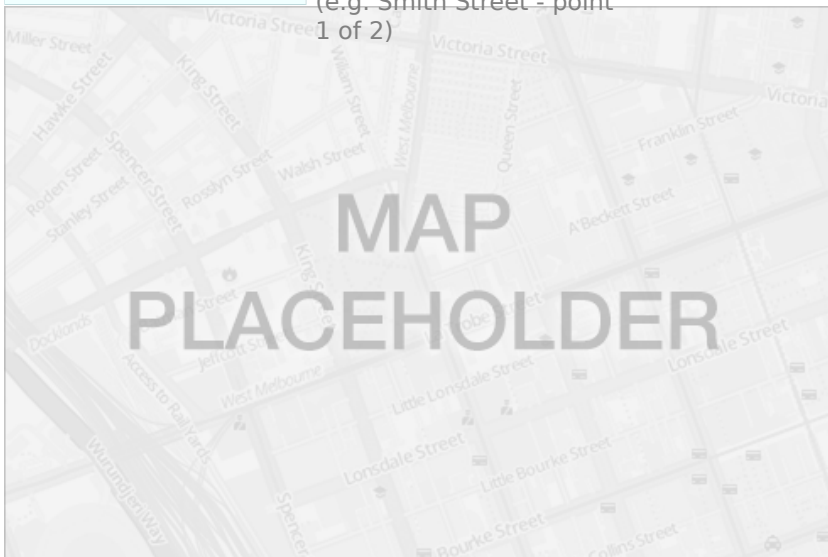 (e.g. Smith Street - point
1 of 2)
Victoria Street
Miller Street
Victoria Street
King Street
William Street
West Melbourne
Hawke Street
Queen Street
Victoria
Franklin Street
Spencer Street
Roden Street
Rosslyn Street
Walsh Street
Stanley Street
A'Beckett Street
MAP
King
PLACEHOLDER
Street
Docklands
Jeffcott
Lonsdale Street
Access to Rail Yards
West Melbourne
Little Lonsdale Street
Wurundjeri Way
Lonsdale Street
Little Bourke Street
Spencer
Bourke Street
Collins Street